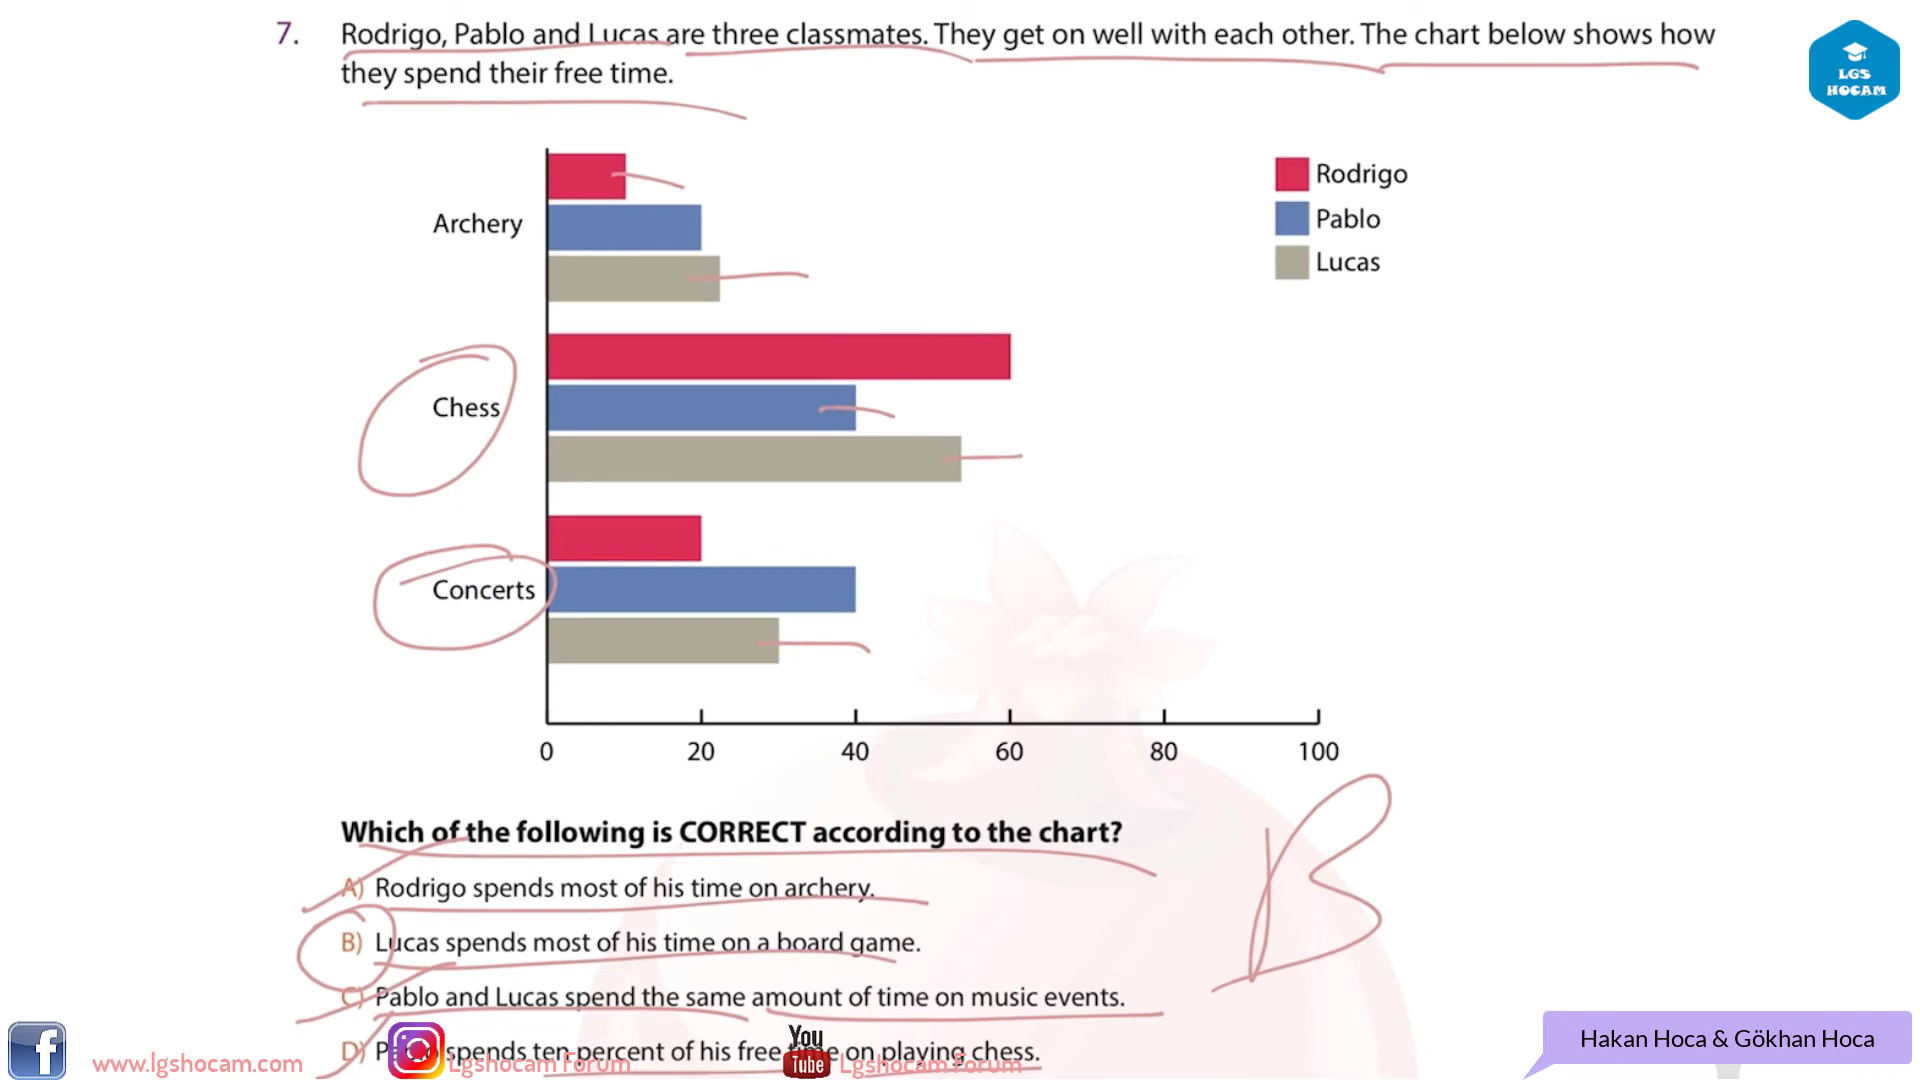 7. Rodrigo, Pablo and Lucas are three classmates. They get on well with each other. The chart below shows how
they spend their free time.
LGS
HOCAM
Rodrigo
Pablo
Lucas
Archery
Chess
Concerts
0 20 40 60 80 100
Which of the following is CORRECT according to the chart?
A) Rodrigo spends most of his time on archery.
B) Lucas spends most of his time on a board game.
C) Pablo and Lucas spend the same amount of time on music events.
D) spends ten percent of his free on playing chess.
B
f
www.lgshocam.com
Lgshocam Forum
You
Tube
Lgshocam Forum
Hakan Hoca & Gökhan Hoca